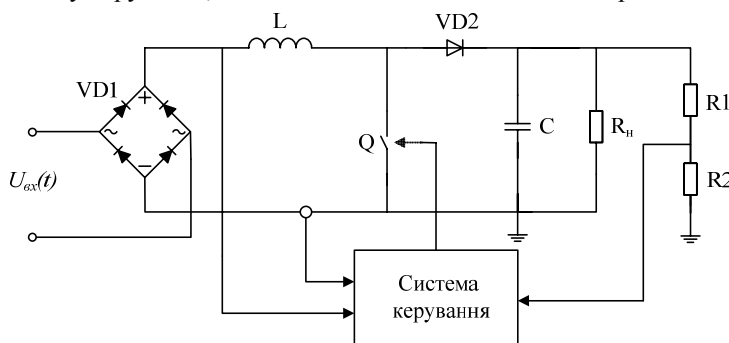 L
VD2
VD1
+
~
~
R1
Q
C
Rн
−
Uвх(t)
R2
Система
керування